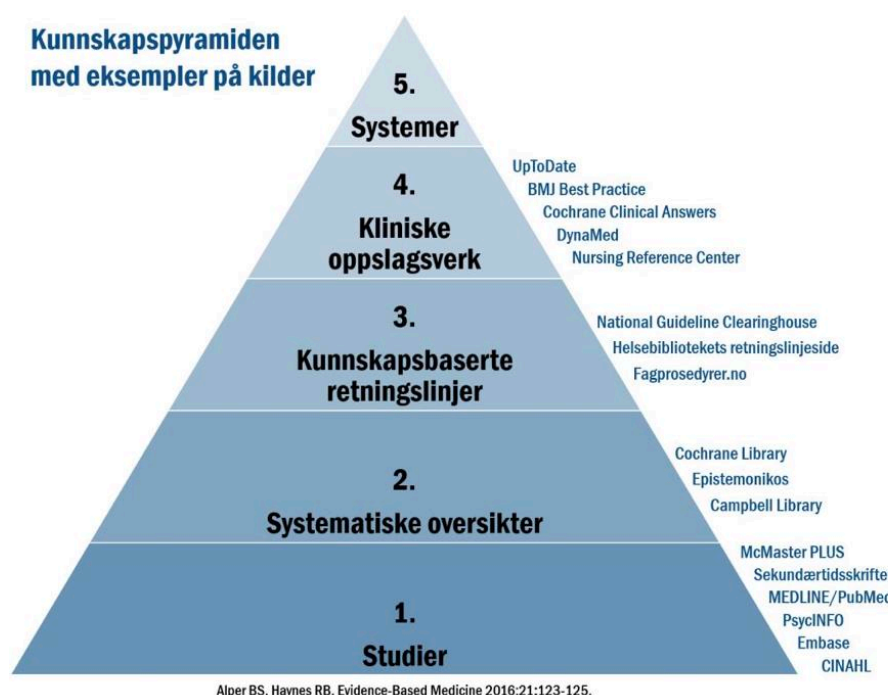 Kunnskapspyramiden
med eksempler på kilder
5.
Systemer
4.
Kliniske
oppslagsverk
UpToDate
BMJ Best Practice
Cochrane Clinical Answers
DynaMed
Nursing Reference Center
3.
Kunnskapsbaserte
retningslinjer
National Guideline Clearinghouse
Helsebibliotekets retningslinjeside
Fagprosedyrer.no
2.
Systematiske oversikter
Cochrane Library
Epistemonikos
Campbell Library
1.
Studier
McMaster PLUS
Sekundærtidsskrifte
MEDLINE/PubMed
PsycINFO
Embase
CINAHL
Alper BS, Haynes RB. Evidence-Based Medicine 2016;21:123-125.